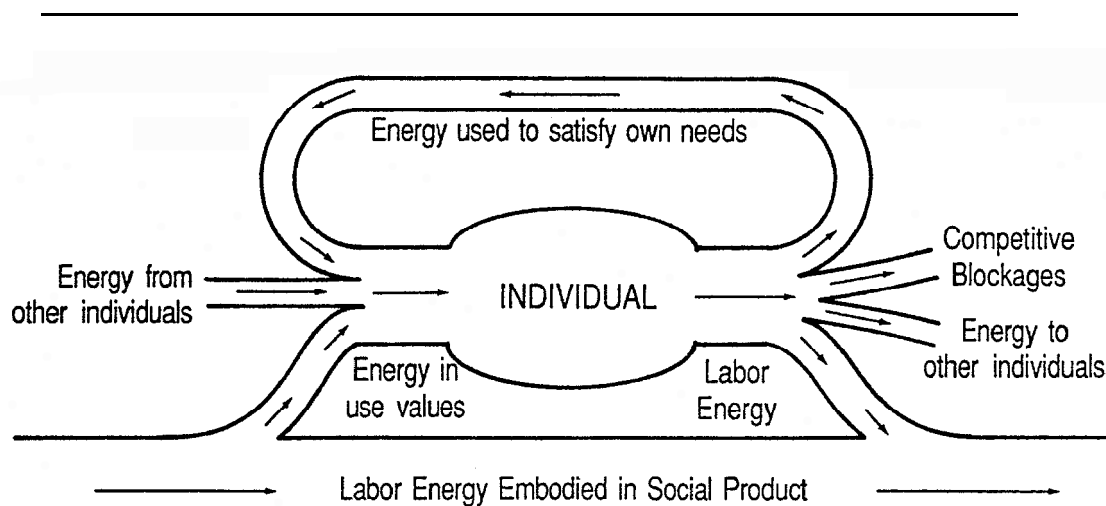 Energy used to satisfy own needs
Energy from
other individuals
INDIVIDUAL
Competitive
Blockages
Energy to
other individuals
Energy in
use values
Labor
Energy
Labor Energy Embodied in Social Product